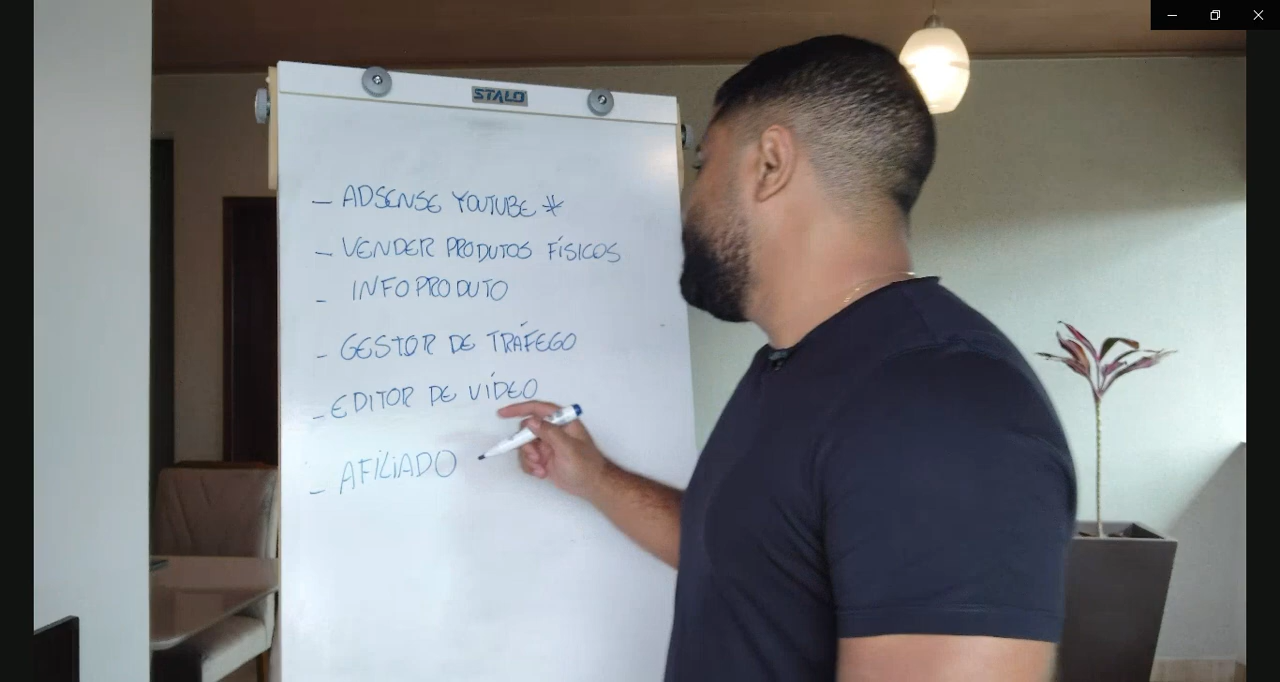 STALO
- ADSENSE YOUTUBE *
- VENDER PRODUTOS FÍSICOS
- INFOPRODUTO
- GESTOR DE TRÁFEGO
- EDITOR DE VÍDEO
- AFILIADO